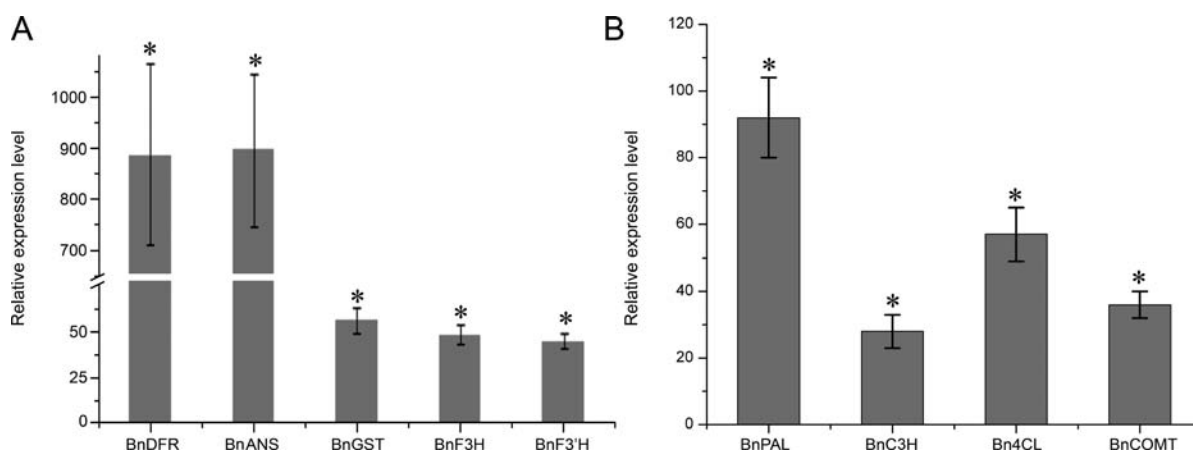 A
Relative expression level
1000
900
800
700
50
25
0
* * * * *
BnDFR BnANS BnGST BnF3H BnF3'H
B
Relative expression level
120
100
80
60
40
20
0
* * * *
BnPAL BnC3H Bn4CL BnCOMT